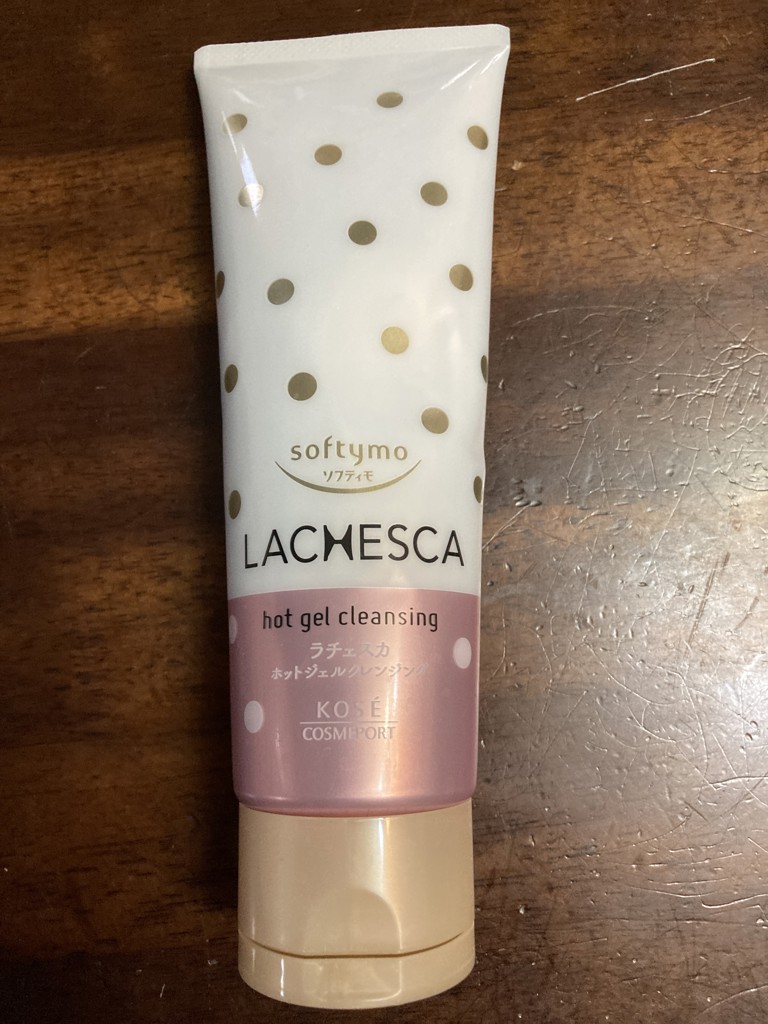 softymo
ソフティモ
LACHESCA
hot gel cleansing
ラチェスカ
ホットジェルクレンジング
KOSÉ
COSMEPORT